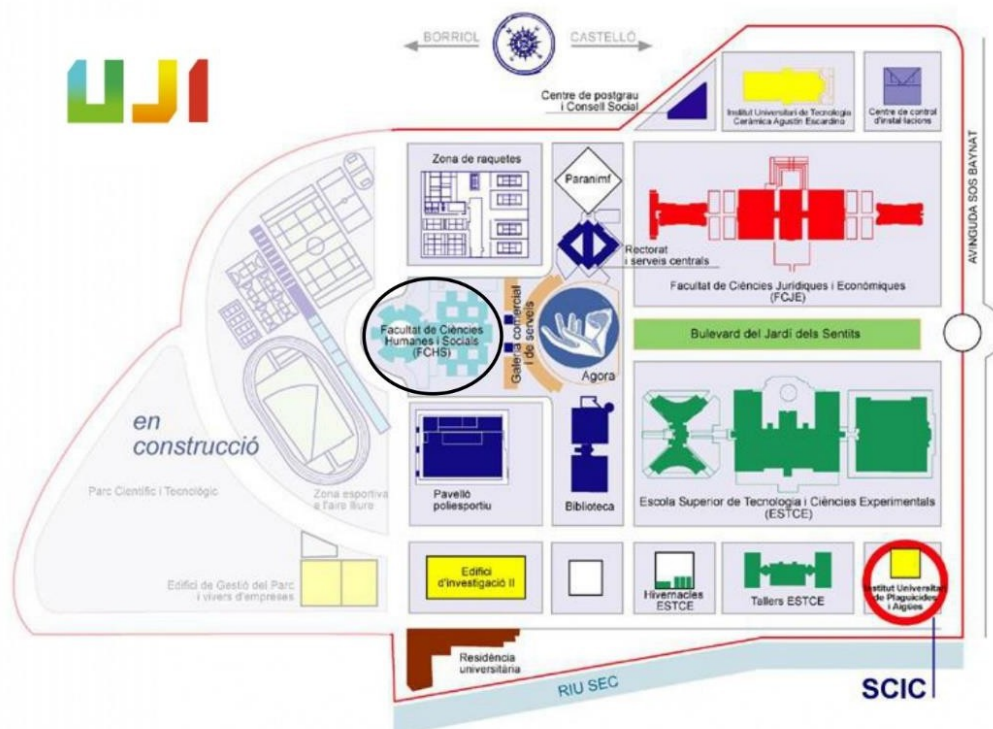 UJI
BORRIOL
CASTELLÓ
Centre de postgrau
i Consell Social
Institut Universitari de Tecnologia
Ceràmica Agustín Escardino
Centre de control
d'instal·lacions
Zona de raquetes
Paranimf
Rectorat
i serveis centrals
Facultat de Ciències Jurídiques i Econòmiques
(FCJE)
AVINGUDA SOS BAYNAT
Facultat de Ciències
Humanes i Socials
(FCHS)
Galeria comercial
i de serveis
Agora
Bulevard del Jardí dels Sentits
en
construcció
Parc Científic i Tecnològic
Zona esportiva
a l'aire lliure
Pavelló
poliesportiu
Biblioteca
Escola Superior de Tecnologia i Ciències Experimentals
(ESTCE)
Edifici de Gestió del Parc
i vivers d'empreses
Edifici
d'investigació II
Hivernacles
ESTCE
Tallers ESTCE
Institut Universitari
de Plaguicides
i Aigües
Residència
universitària
RIU SEC
SCIC